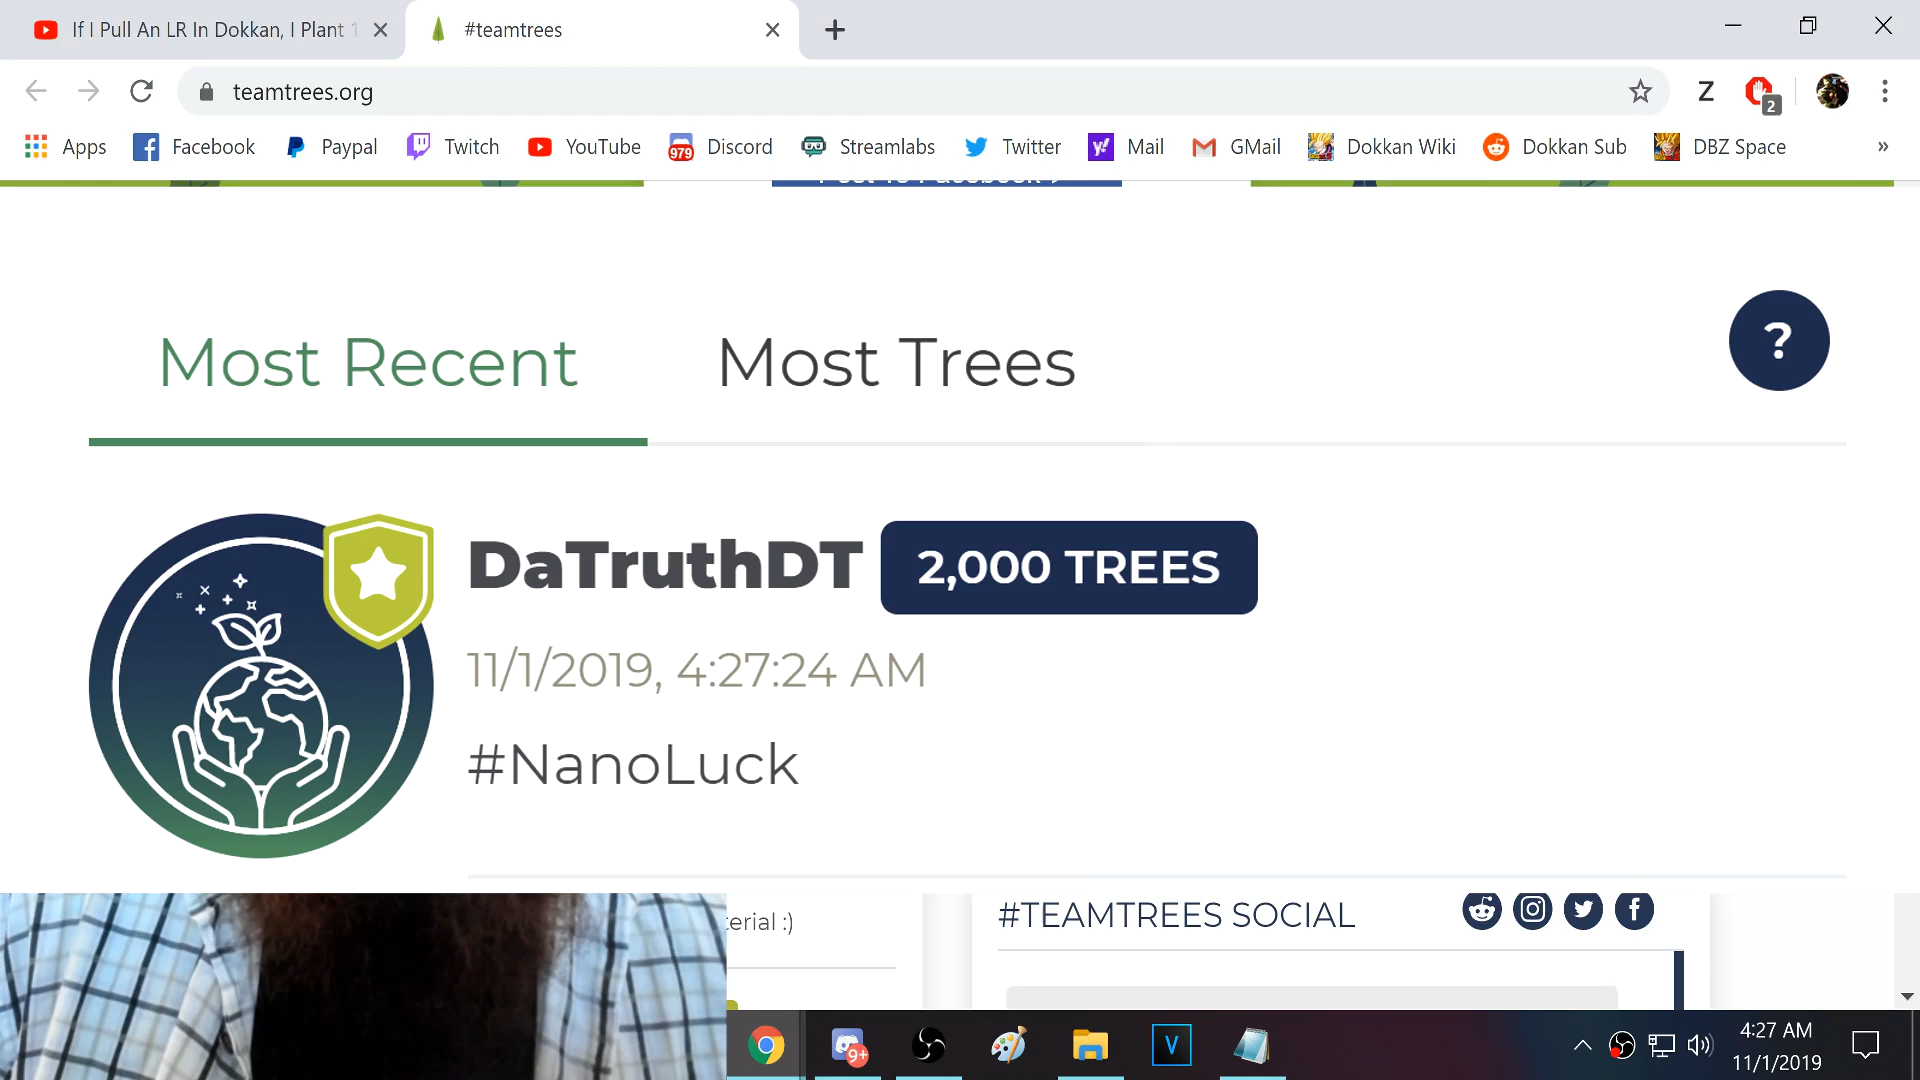 If I Pull An LR In Dokkan, I Plant 1
#teamtrees
teamtrees.org
Z
2
Apps
Facebook
Paypal
Twitch
YouTube
979
Discord
Streamlabs
Twitter
y!
Mail
GMail
Dokkan Wiki
Dokkan Sub
DBZ Space
»
Most Recent
Most Trees
?
DaTruthDT
2,000 TREES
11/1/2019, 4:27:24 AM
#NanoLuck
terial :)
#TEAMTREES SOCIAL
9+
V
4:27 AM
11/1/2019